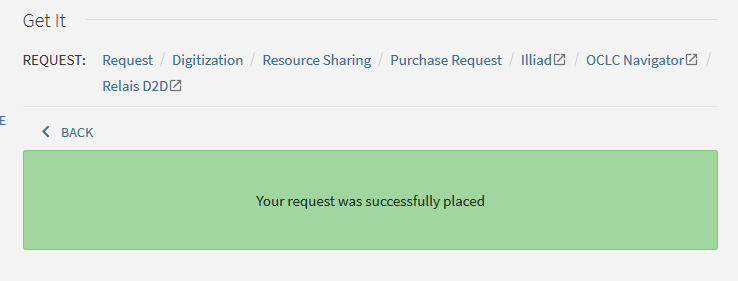 Get It
REQUEST: Request / Digitization / Resource Sharing / Purchase Request / Illiad / OCLC Navigator /
Relais D2D
E
BACK
Your request was successfully placed